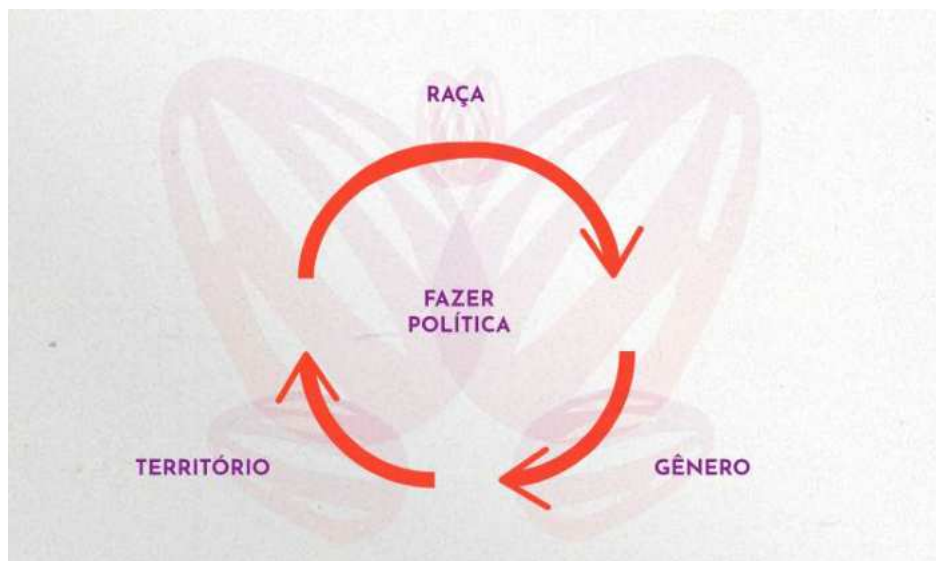 RAÇA
FAZER
POLÍTICA
TERRITÓRIO
GÊNERO